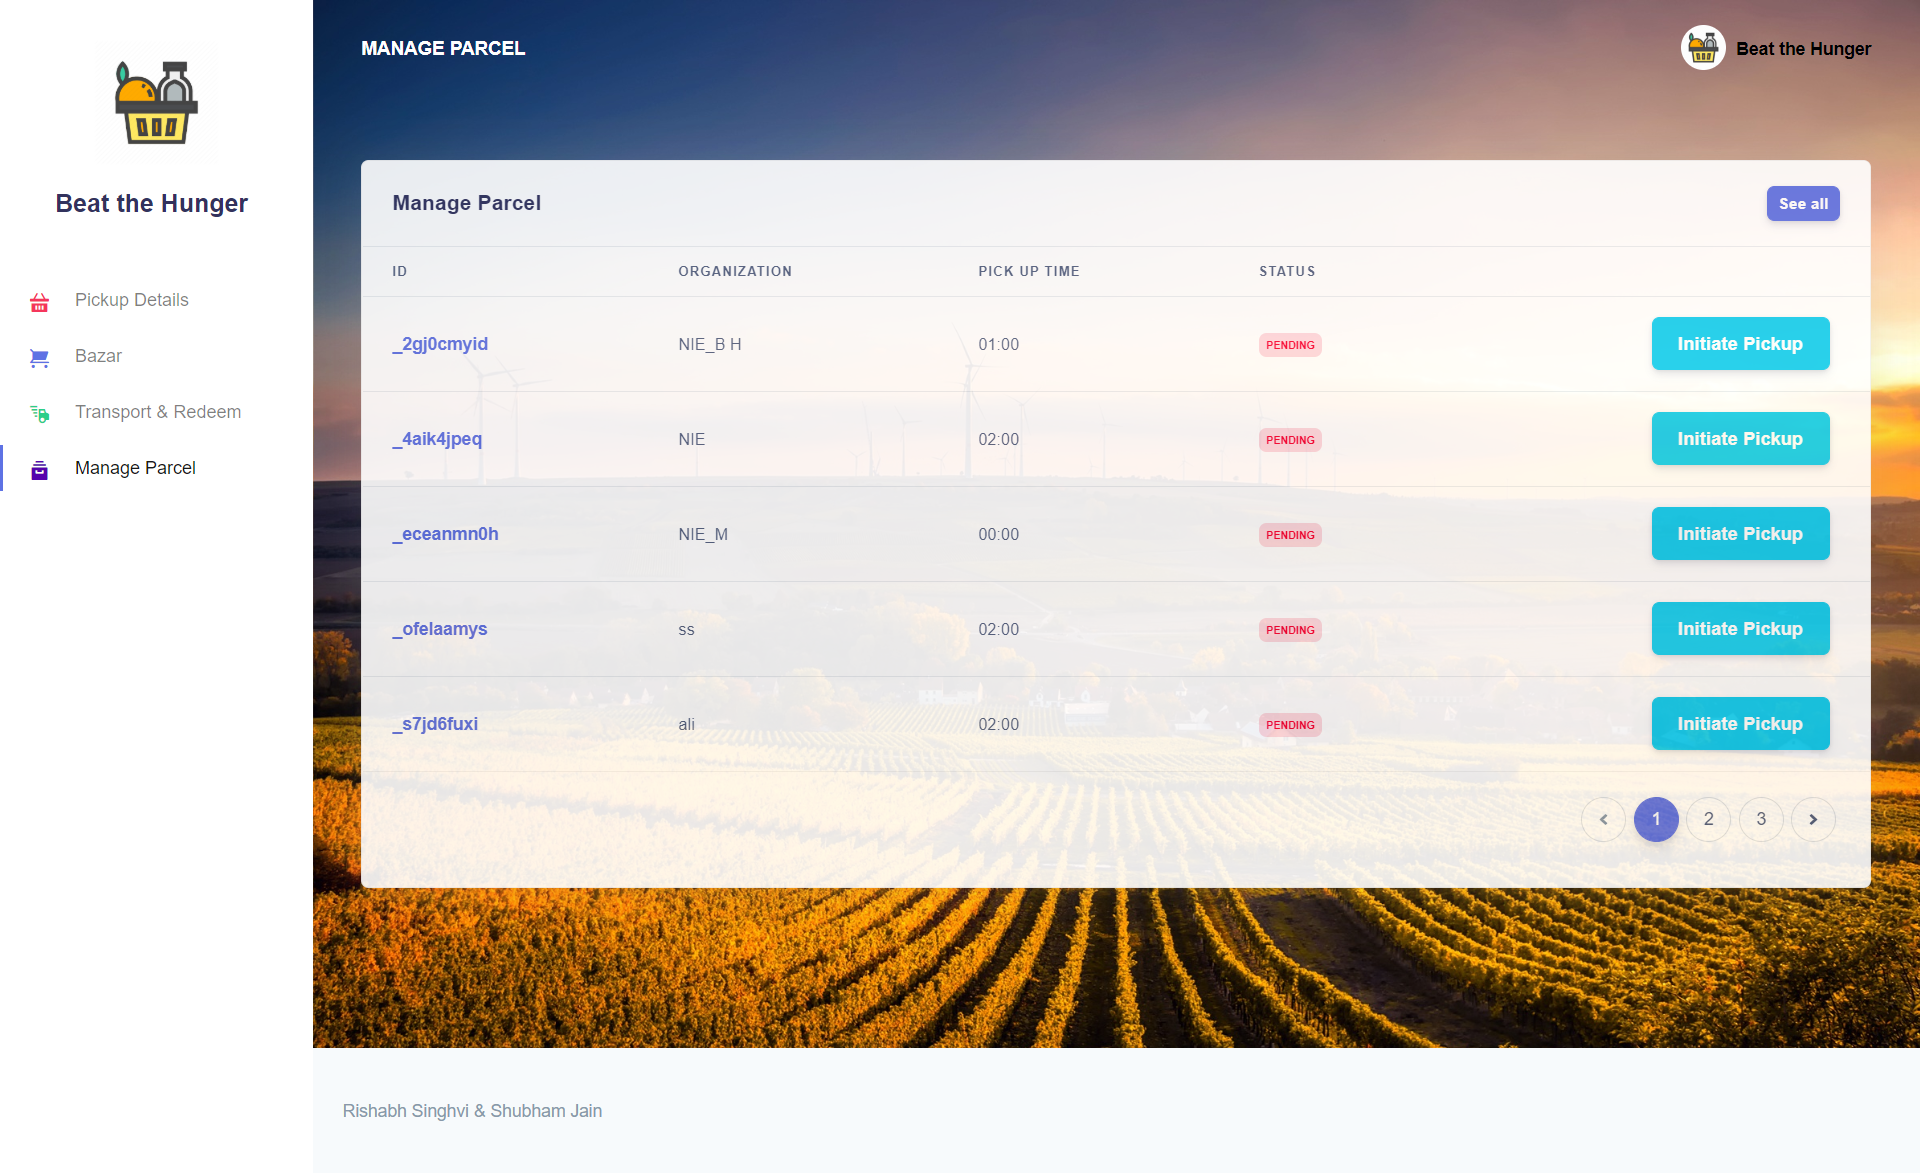 MANAGE PARCEL
Beat the Hunger
Beat the Hunger
Pickup Details
Bazar
Transport & Redeem
Manage Parcel
Manage Parcel
See all
ID ORGANIZATION PICK UP TIME STATUS
_2gj0cmyid NIE_B H 01:00 PENDING Initiate Pickup
_4aik4jpeq NIE 02:00 PENDING Initiate Pickup
_eceanmn0h NIE_M 00:00 PENDING Initiate Pickup
_ofelaamys ss 02:00 PENDING Initiate Pickup
_s7jd6fuxi ali 02:00 PENDING Initiate Pickup
1 2 3
Rishabh Singhvi & Shubham Jain